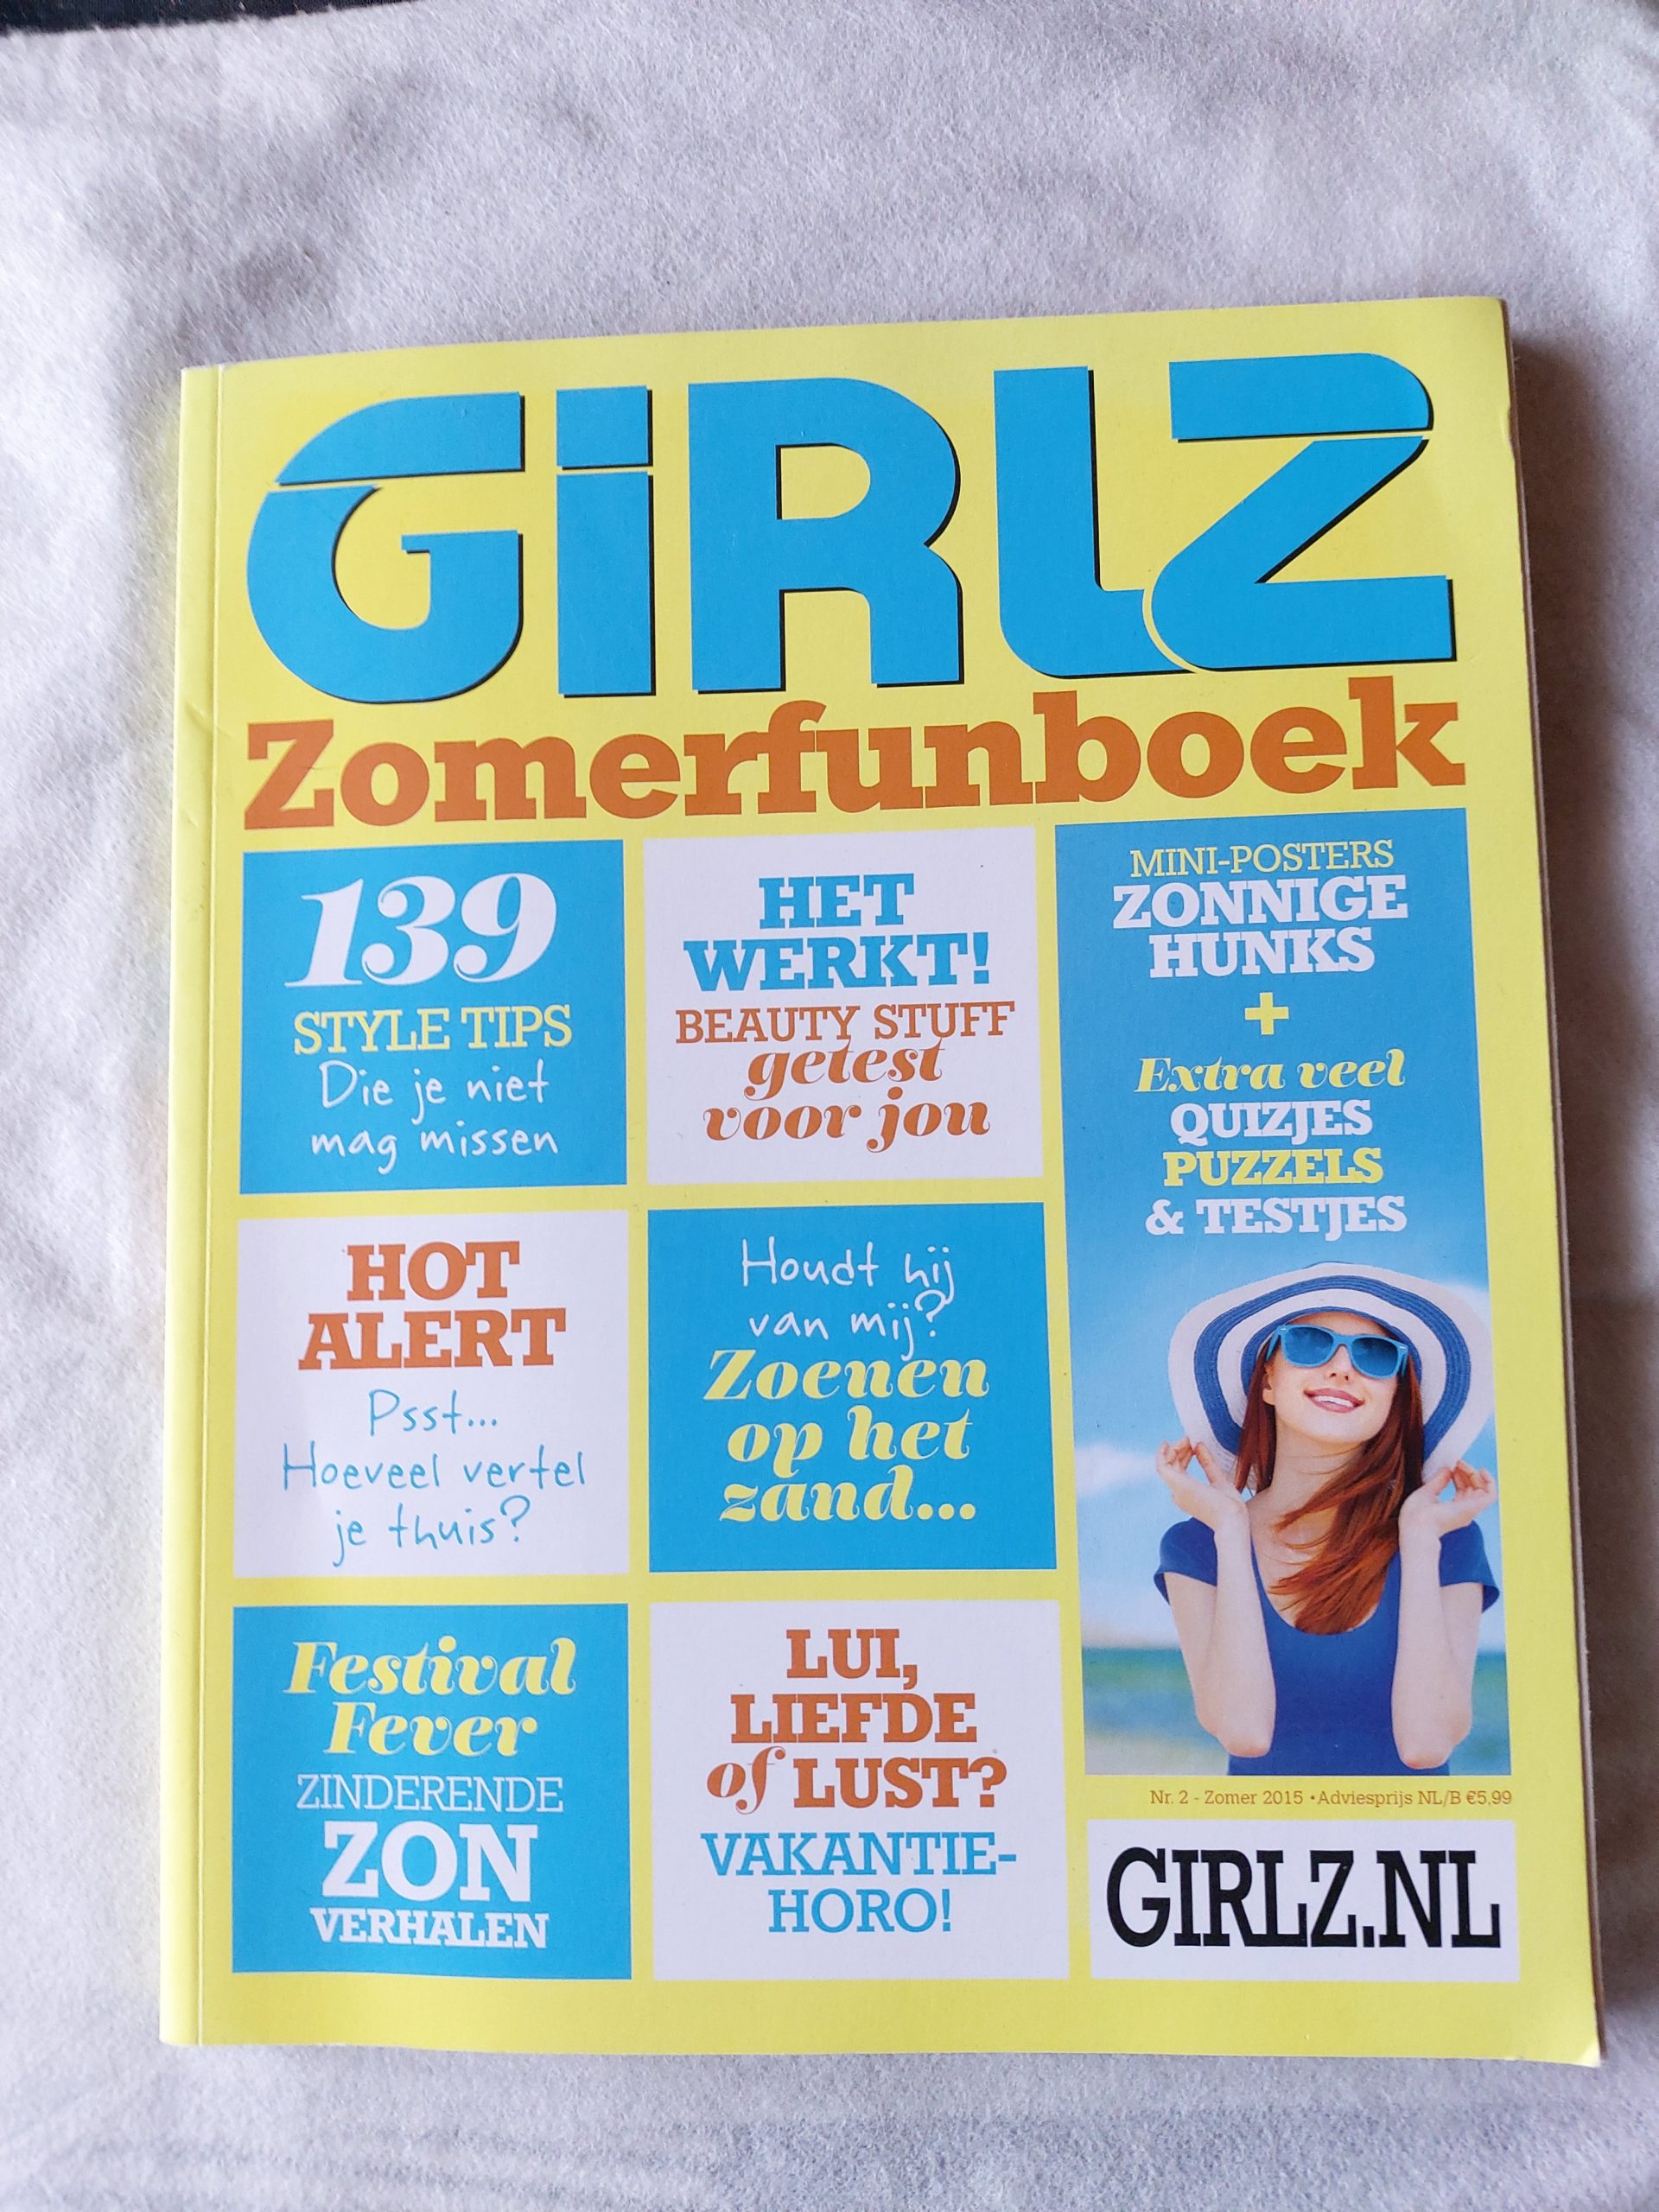 GiRLZ
Zomerfunboek
139
STYLE TIPS
Die je niet
mag missen
HET
WERKT!
BEAUTY STUFF
getest
voor jou
MINI-POSTERS
ZONNIGE
HUNKS
+
Extra veel
QUIZJES
PUZZELS
& TESTJES
HOT
ALERT
Psst...
Hoeveel vertel
je thuis?
Houdt hij
van mij?
Zoenen
op het
zand...
Festival
Fever
ZINDERENDE
ZON
VERHALEN
LUI,
LIEFDE
of LUST?
VAKANTIE-
HORO!
Nr. 2 - Zomer 2015 • Adviesprijs NL/B €5,99
GIRLZ.NL